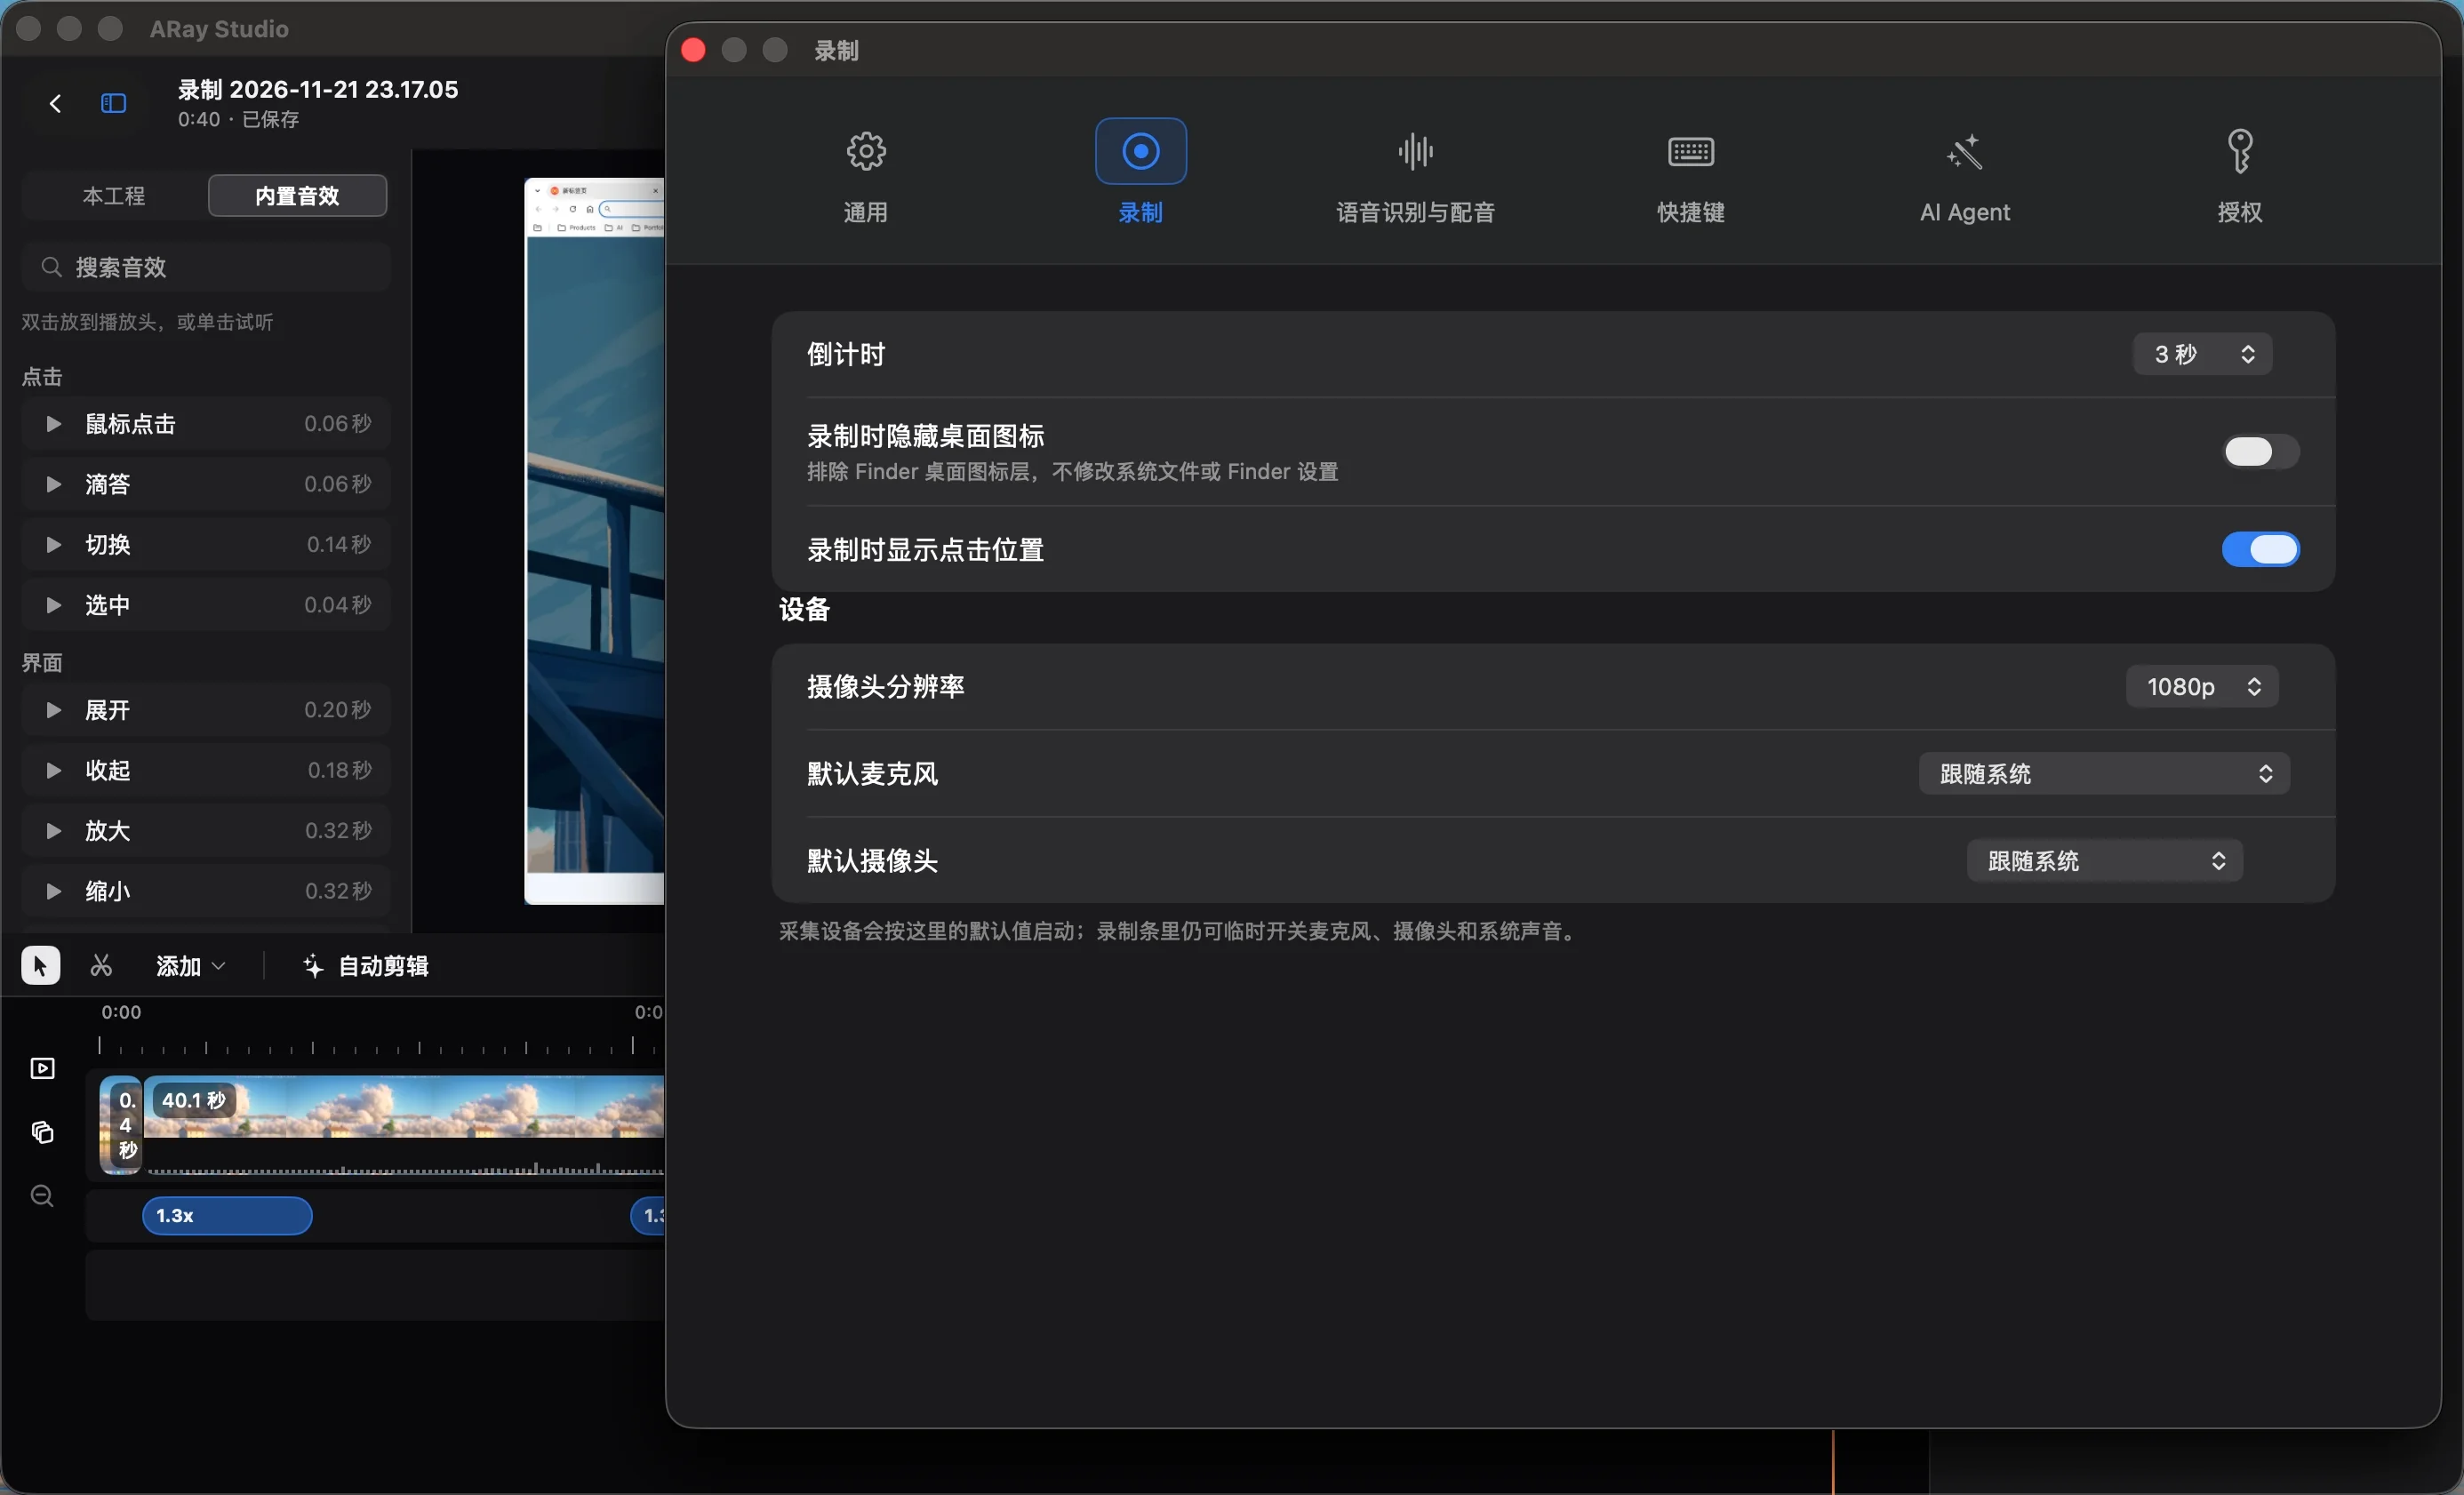 ARay Studio
录制 2026-11-21 23.17.05
0:40 · 已保存
本工程
内置音效
搜索音效
双击放到播放头，或单击试听
点击
鼠标点击 0.06秒
滴答 0.06秒
切换 0.14秒
选中 0.04秒
界面
展开 0.20秒
收起 0.18秒
放大 0.32秒
缩小 0.32秒
Products
AI
添加
自动剪辑
0:00
0:0
0.
4
秒
40.1 秒
1.3x
1.3
录制
通用
录制
语音识别与配音
快捷键
AI Agent
授权
倒计时
3 秒
录制时隐藏桌面图标
排除 Finder 桌面图标层，不修改系统文件或 Finder 设置
录制时显示点击位置
设备
摄像头分辨率
1080p
默认麦克风
跟随系统
默认摄像头
跟随系统
采集设备会按这里的默认值启动；录制条里仍可临时开关麦克风、摄像头和系统声音。